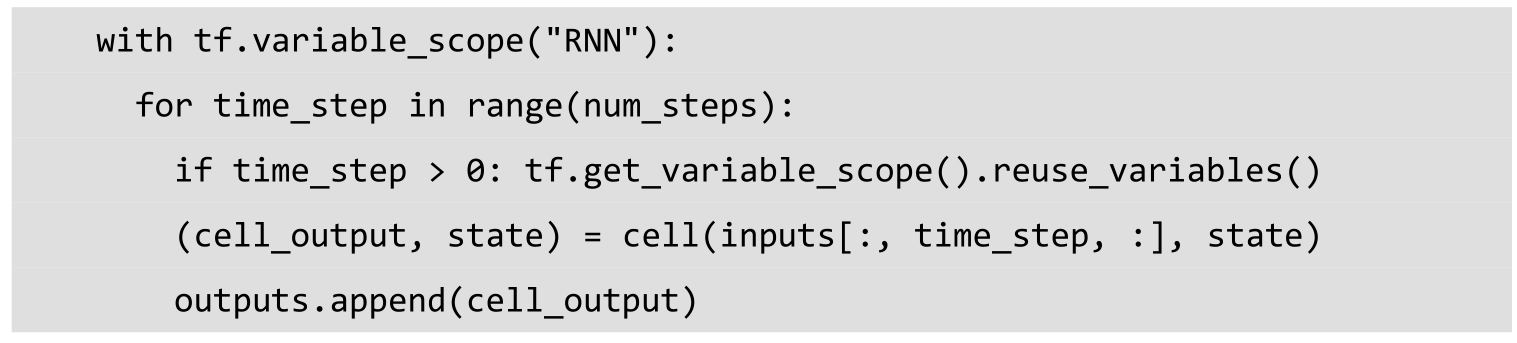 with tf.variable_scope("RNN"):
for time_step in range(num_steps):
if time_step > 0: tf.get_variable_scope().reuse_variables()
(cell_output, state) = cell(inputs[:, time_step, :], state)
outputs.append(cell_output)